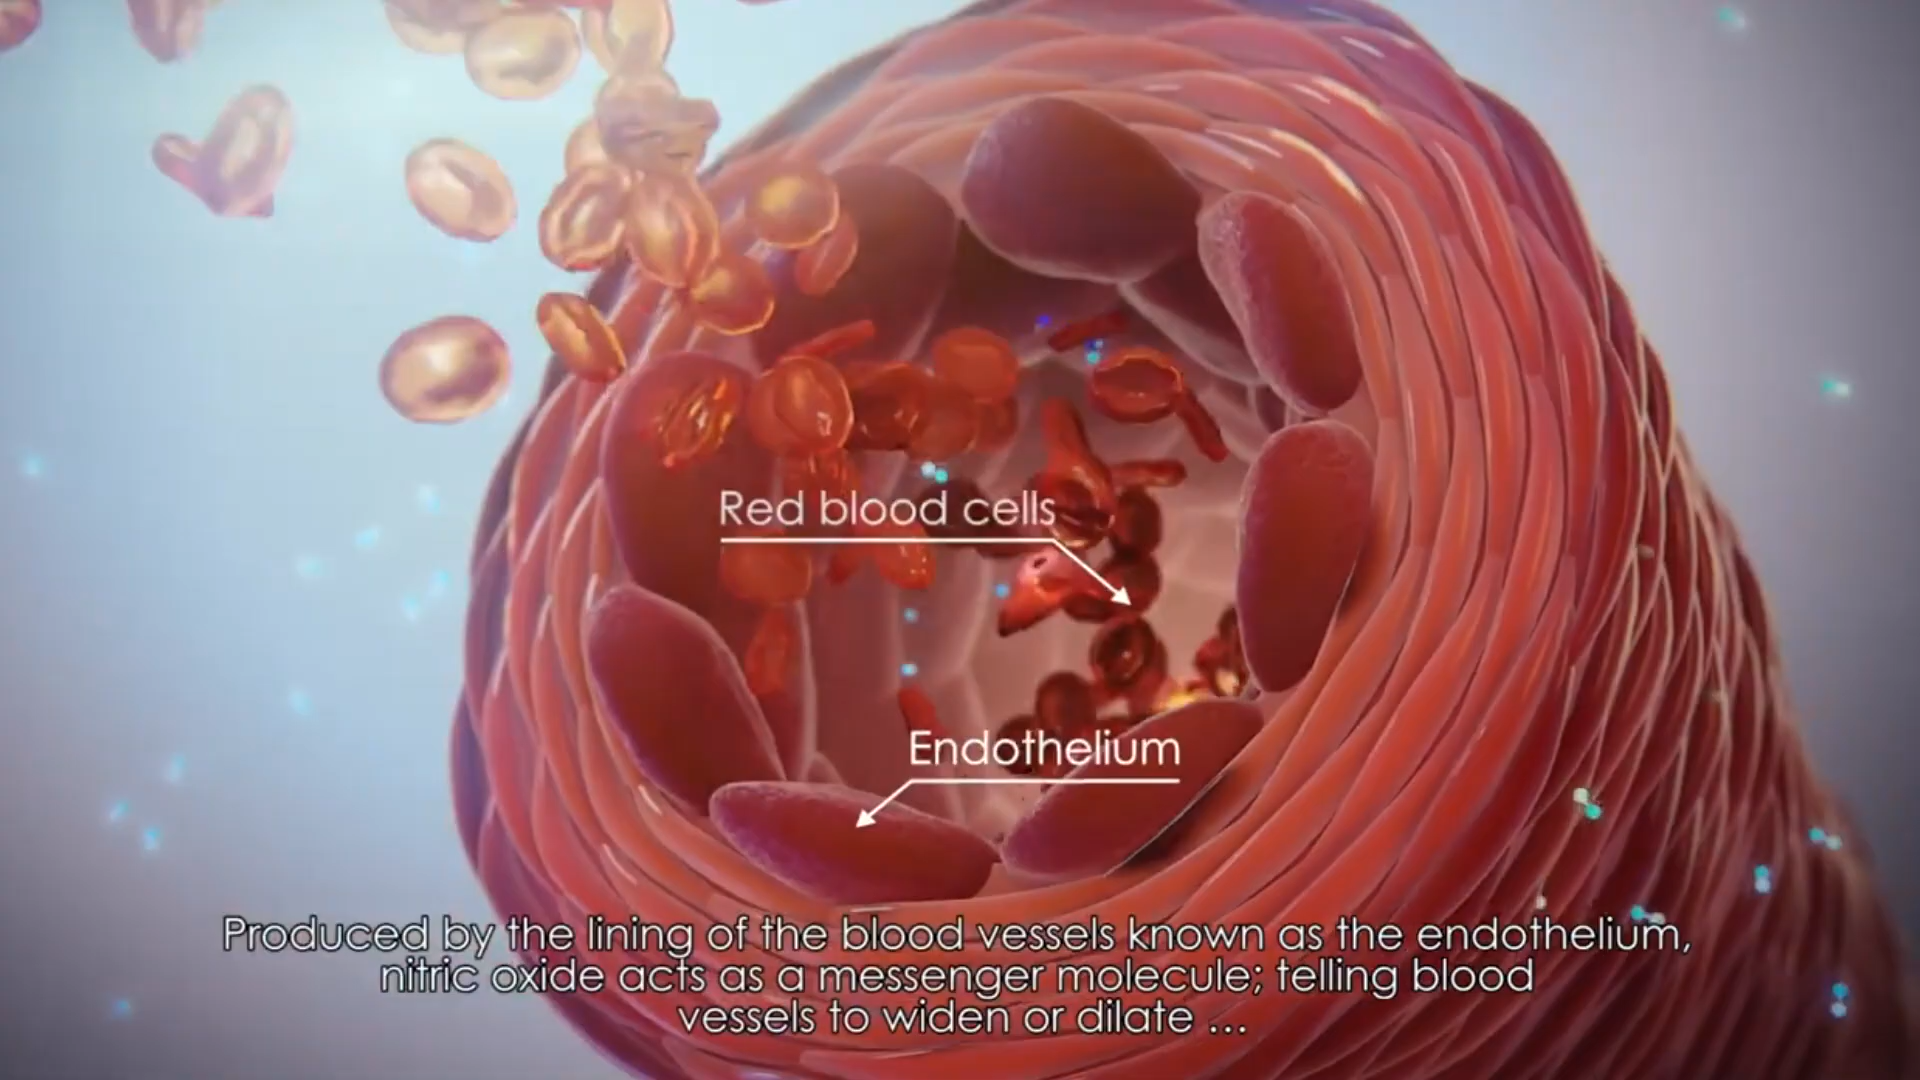 Red blood cells
Endothelium
Produced by the lining of the blood vessels known as the endothelium,
nitric oxide acts as a messenger molecule; telling blood
vessels to widen or dilate ...